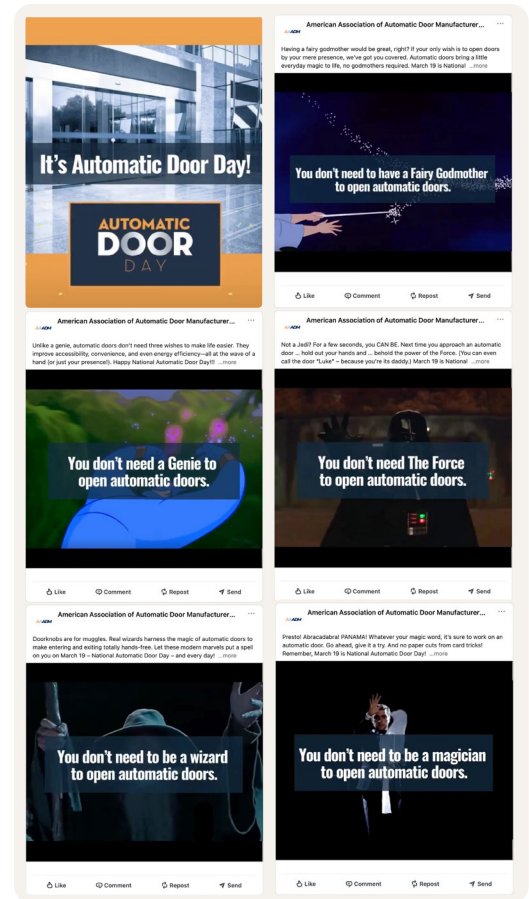 It's Automatic Door Day!
AUTOMATIC
DOOR
DAY
American Association of Automatic Door Manufacturer... ...
AAADM
Having a fairy godmother would be great, right? If your only wish is to open doors
by your mere presence, we've got you covered. Automatic doors bring a little
everyday magic to life, no godmothers required. March 19 is National ...more
You don't need to have a Fairy Godmother
to open automatic doors.
Like Comment Repost Send
American Association of Automatic Door Manufacturer... ...
AAADM
Unlike a genie, automatic doors don't need three wishes to make life easier. They
improve accessibility, convenience, and even energy efficiency—all at the wave of a
hand (or just your presence!). Happy National Automatic Door Day!!! ...more
You don't need a Genie to
open automatic doors.
Like Comment Repost Send
American Association of Automatic Door Manufacturer... ...
AAADM
Not a Jedi? For a few seconds, you CAN BE. Next time you approach an automatic
door ... hold out your hands and ... behold the power of the Force. (You can even
call the door "Luke" – because you're its daddy.) March 19 is National ...more
You don't need The Force
to open automatic doors.
Like Comment Repost Send
American Association of Automatic Door Manufacturer... ...
AAADM
Doorknobs are for muggles. Real wizards harness the magic of automatic doors to
make entering and exiting totally hands-free. Let these modern marvels put a spell
on you on March 19 – National Automatic Door Day – and every day! ...more
You don't need to be a wizard
to open automatic doors.
Like Comment Repost Send
American Association of Automatic Door Manufacturer... ...
AAADM
Presto! Abracadabra! PANAMA! Whatever your magic word, it's sure to work on an
automatic door. Go ahead, give it a try. And no paper cuts from card tricks!
Remember, March 19 is National Automatic Door Day! ...more
You don't need to be a magician
to open automatic doors.
Like Comment Repost Send